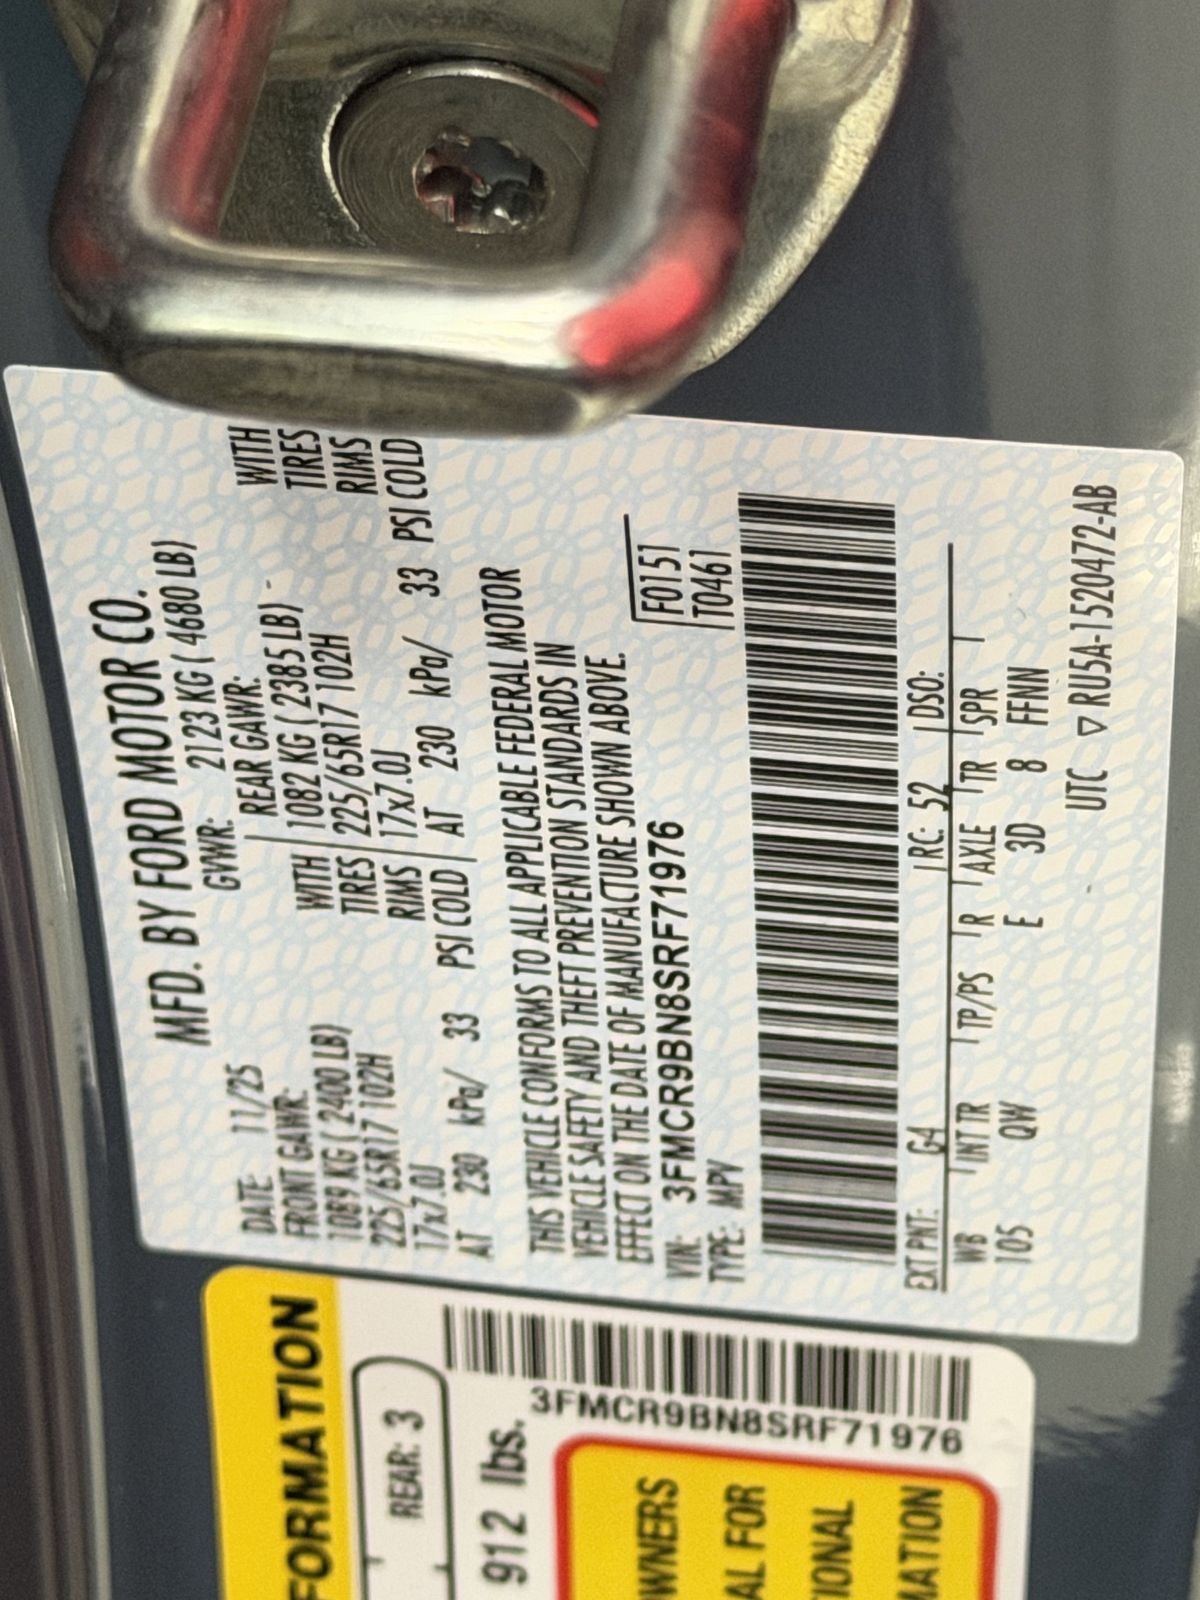 MFD. BY FORD MOTOR CO.
DATE: 11/25 GVWR: 2123 KG ( 4680 LB)
FRONT GAWR: REAR GAWR:
1089 KG ( 2400 LB) WITH 1082 KG ( 2385 LB) - WITH
225/65R17 102H TIRES 225/65R17 102H TIRES
17x7.0J RIMS 17x7.0J RIMS
AT 230 kPa/ 33 PSI COLD AT 230 kPa/ 33 PSI COLD
THIS VEHICLE CONFORMS TO ALL APPLICABLE FEDERAL MOTOR
VEHICLE SAFETY AND THEFT PREVENTION STANDARDS IN
EFFECT ON THE DATE OF MANUFACTURE SHOWN ABOVE.
VIN: 3FMCR9BN8SRF71976 F0151
TYPE: MPV T0461
EXT PNT: G4 RC: 52 DSO:
WB INT TR TP/PS R AXLE TR SPR
105 QW E 3D 8 FFNN
UTC ▽ RU5A-1520472-AB
FORMATION
REAR: 3
912 lbs.
3FMCR9BN8SRF71976
OWNERS
AL FOR
TIONAL
MATION